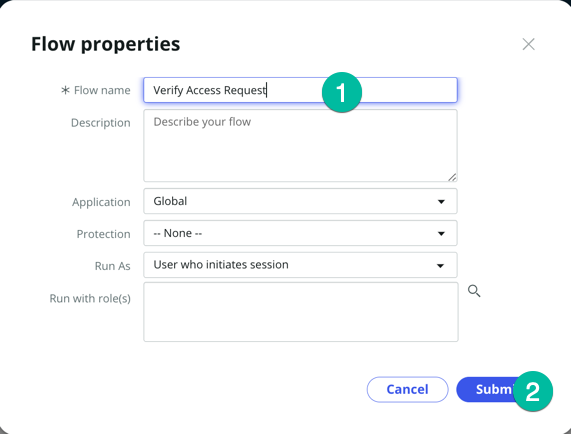 Flow properties
* Flow name
Verify Access Request
1
Description
Describe your flow
Application
Global
Protection
-- None --
Run As
User who initiates session
Run with role(s)
Cancel
Subm
2